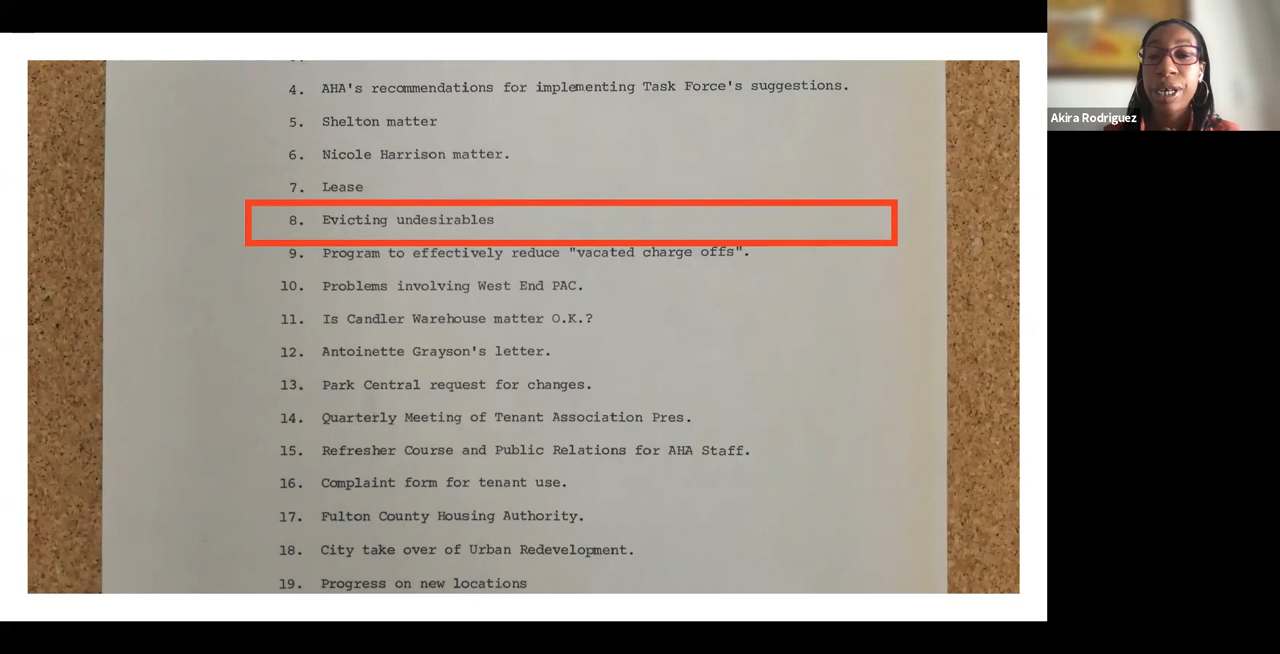 4. AHA's recommendations for implementing Task Force's suggestions.
5. Shelton matter
6. Nicole Harrison matter.
7. Lease
8. Evicting undesirables
9. Program to effectively reduce "vacated charge offs".
10. Problems involving West End PAC.
11. Is Candler Warehouse matter O.K.?
12. Antoinette Grayson's letter.
13. Park Central request for changes.
14. Quarterly Meeting of Tenant Association Pres.
15. Refresher Course and Public Relations for AHA Staff.
16. Complaint form for tenant use.
17. Fulton County Housing Authority.
18. City take over of Urban Redevelopment.
19. Progress on new locations
Akira Rodriguez